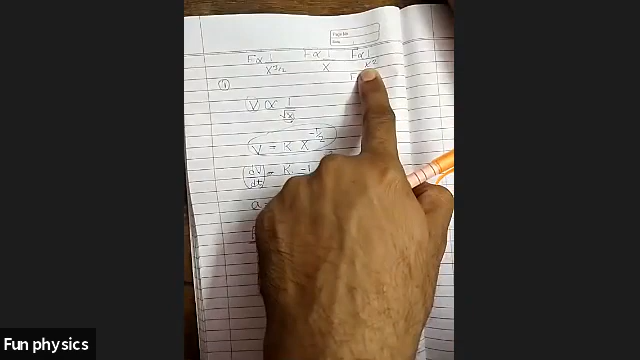 F ∝ 1/x^3/2 F ∝ 1/x F ∝ 1/x²
①
V ∝ 1/√x
V = K x^-1/2
dV/dt = K. -1
a =
Fun physics